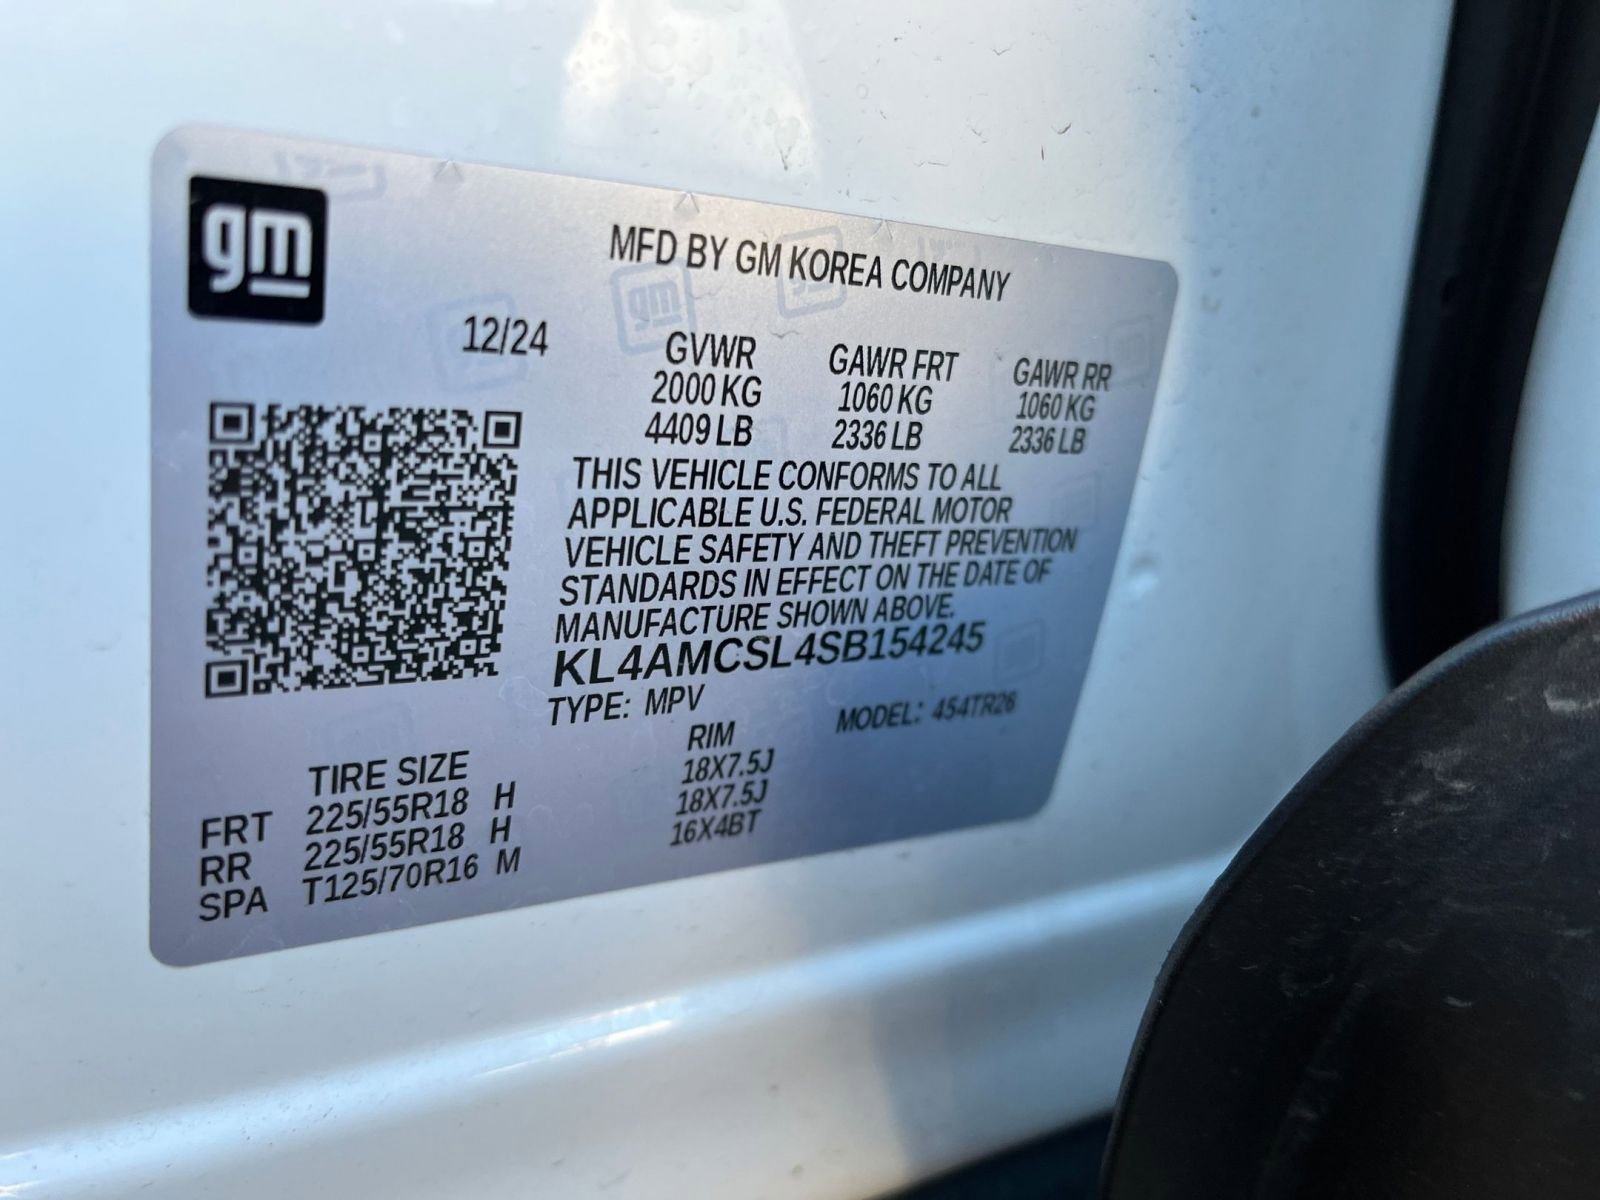 gm
MFD BY GM KOREA COMPANY
12/24
GVWR GAWR FRT GAWR RR
2000 KG 1060 KG 1060 KG
4409 LB 2336 LB 2336 LB
THIS VEHICLE CONFORMS TO ALL
APPLICABLE U.S. FEDERAL MOTOR
VEHICLE SAFETY AND THEFT PREVENTION
STANDARDS IN EFFECT ON THE DATE OF
MANUFACTURE SHOWN ABOVE.
KL4AMCSL4SB154245
TYPE: MPV MODEL: 454TR26
TIRE SIZE RIM
FRT 225/55R18 H 18X7.5J
RR 225/55R18 H 18X7.5J
SPA T125/70R16 M 16X4BT